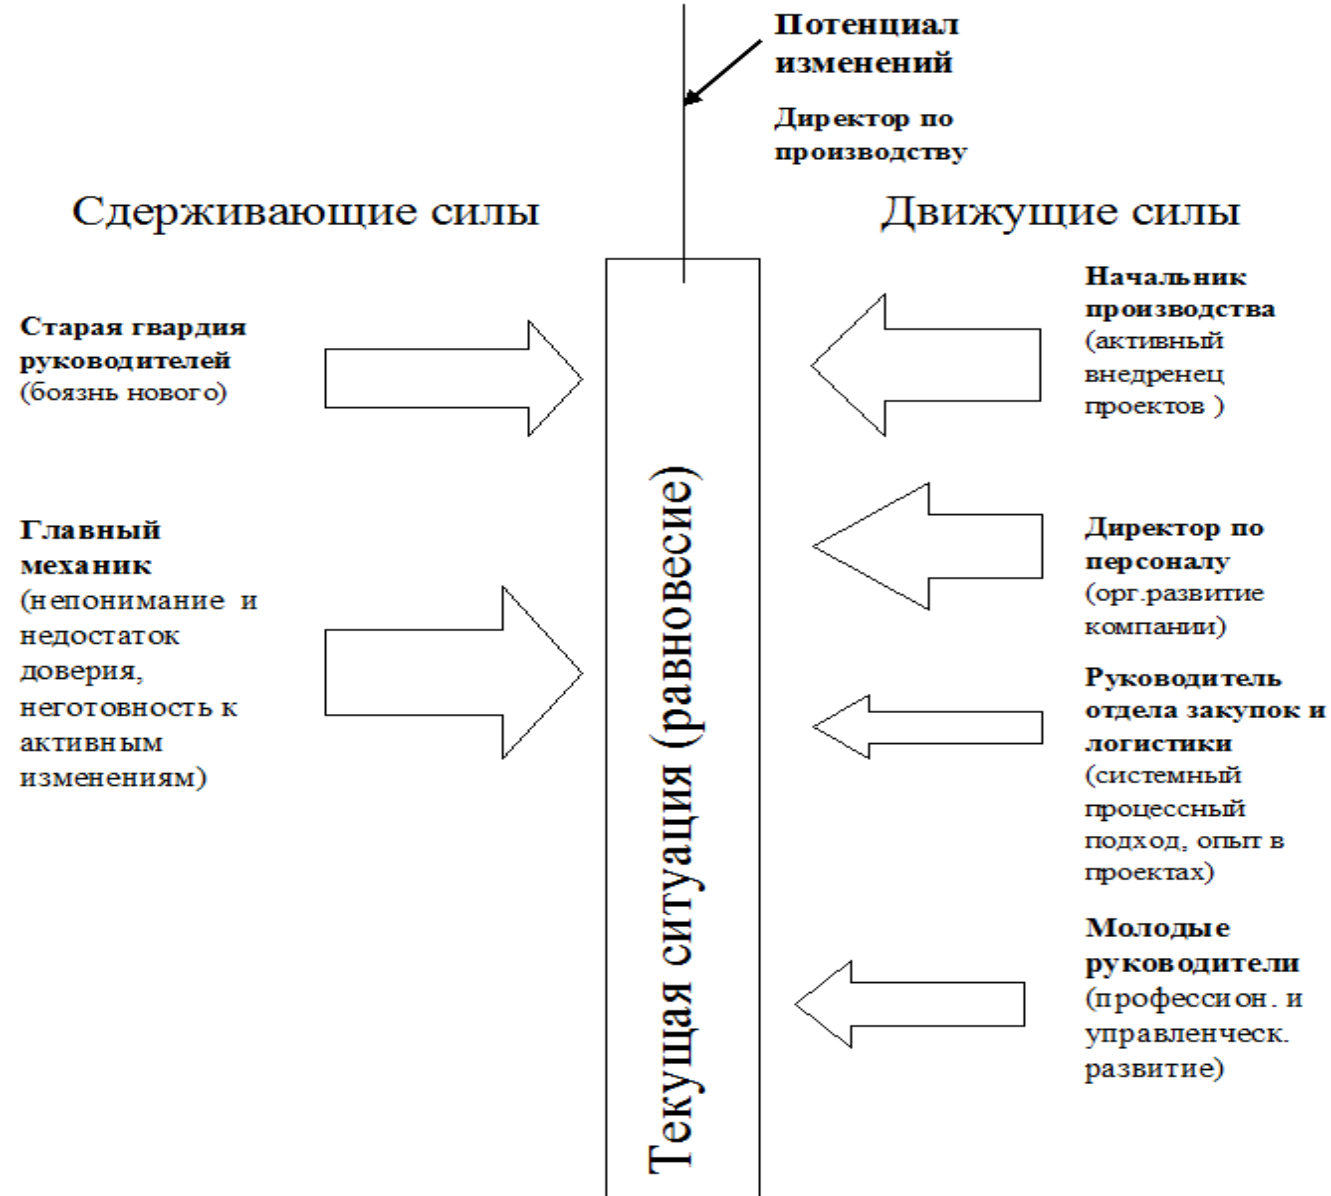 Потенциал
изменений
Директор по
производству
Сдерживающие силы
Движущие силы
Старая гвардия
руководителей
(боязнь нового)
Главный
механик
(непонимание и
недостаток
доверия,
неготовность к
активным
изменениям)
Текущая ситуация (равновесие)
Начальник
производства
(активный
внедренец
проектов )
Директор по
персоналу
(орг.развитие
компании)
Руководитель
отдела закупок и
логистики
(системный
процессный
подход, опыт в
проектах)
Молодые
руководители
(профессион. и
управленческ.
развитие)